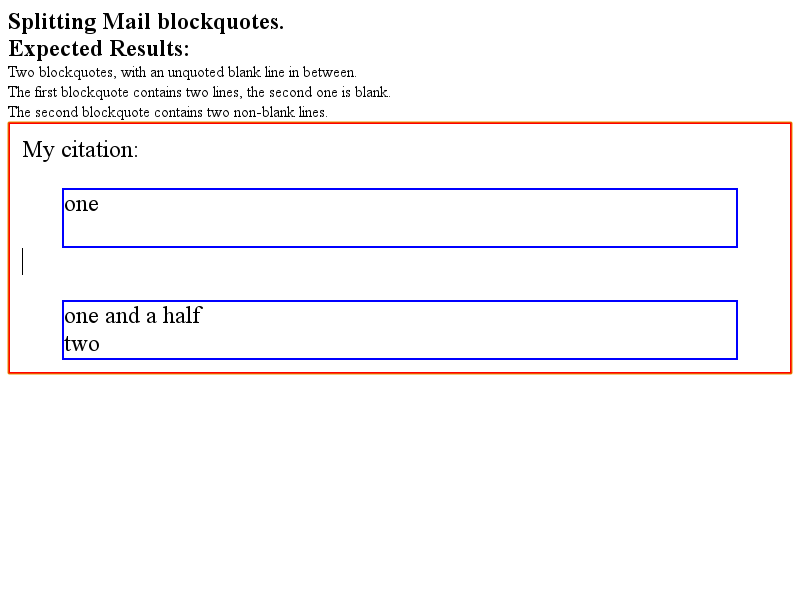 Splitting Mail blockquotes.
Expected Results:
Two blockquotes, with an unquoted blank line in between.
The first blockquote contains two lines, the second one is blank.
The second blockquote contains two non-blank lines.
My citation:
one
one and a half
two